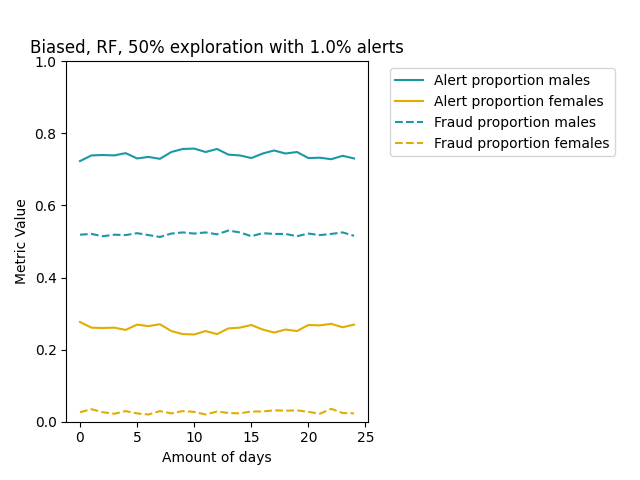 Biased, RF, 50% exploration with 1.0% alerts
1.0
0.8
0.6
0.4
0.2
0.0
Metric Value
0 5 10 15 20 25
Amount of days
Alert proportion males
Alert proportion females
Fraud proportion males
Fraud proportion females